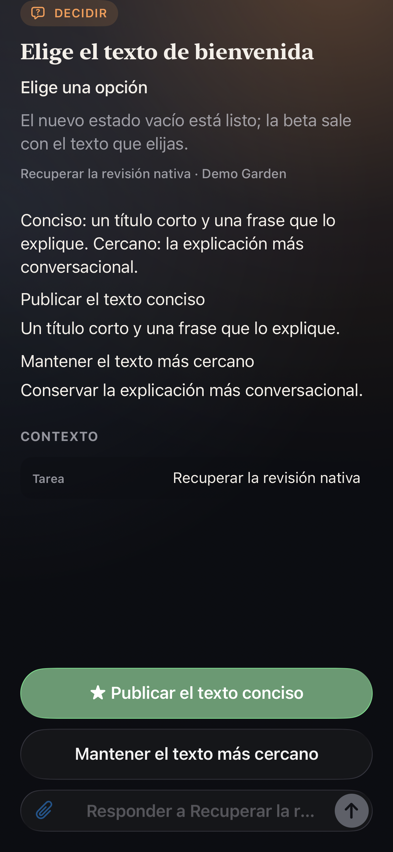 DECIDIR
Elige el texto de bienvenida
Elige una opción
El nuevo estado vacío está listo; la beta sale
con el texto que elijas.
Recuperar la revisión nativa · Demo Garden
Conciso: un título corto y una frase que lo
explique. Cercano: la explicación más
conversacional.
Publicar el texto conciso
Un título corto y una frase que lo explique.
Mantener el texto más cercano
Conservar la explicación más conversacional.
CONTEXTO
Tarea Recuperar la revisión nativa
★ Publicar el texto conciso
Mantener el texto más cercano
Responder a Recuperar la r...